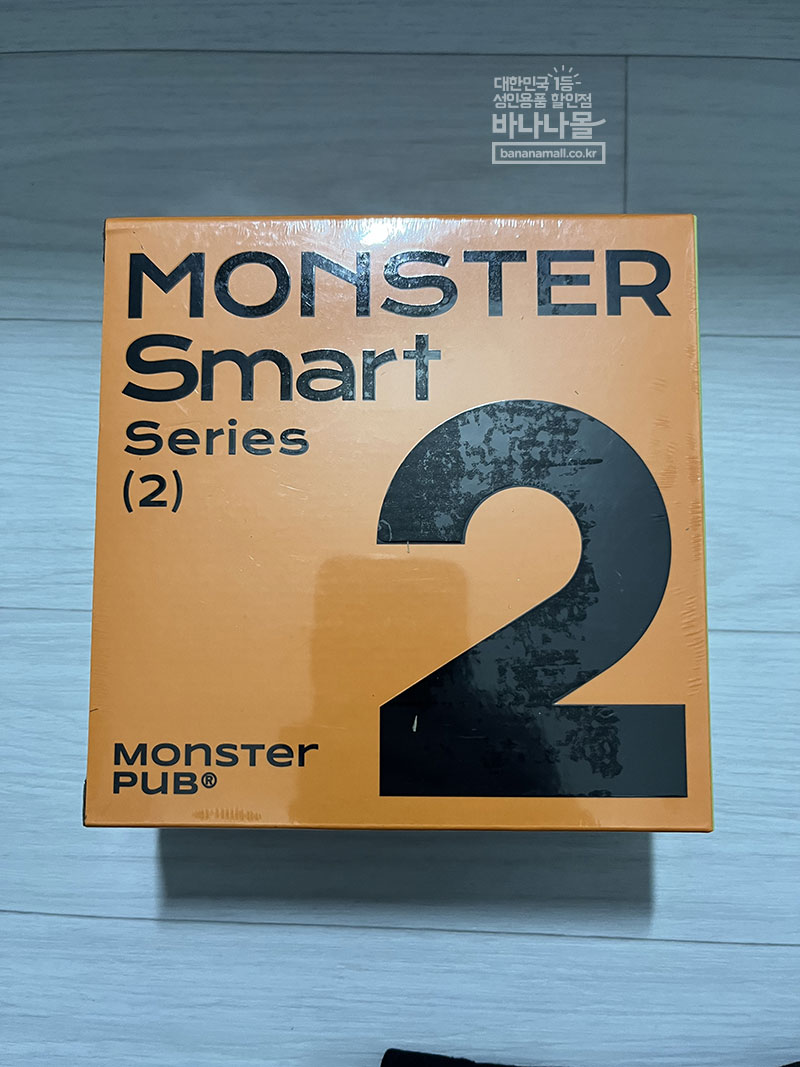 대한민국 1등
성인용품 할인점
바나나몰
bananamall.co.kr
MONSTER
Smart
Series
(2)
2
MONSTER
PUB®